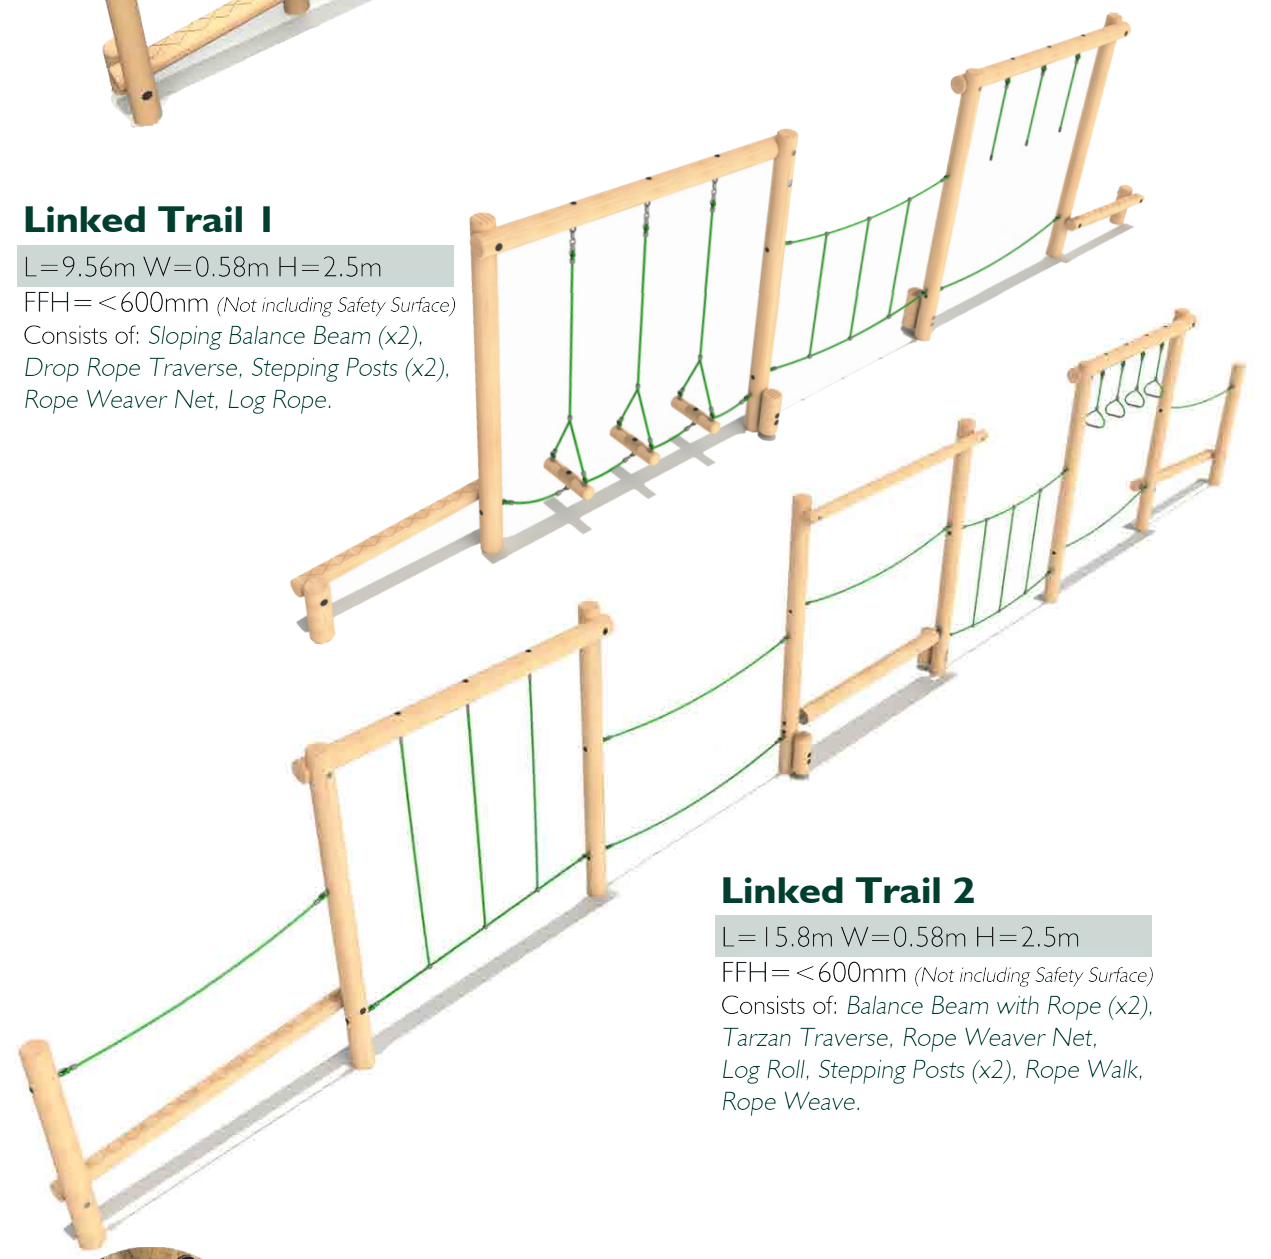 Linked Trail 1
L=9.56m W=0.58m H=2.5m
FFH=<600mm (Not including Safety Surface)
Consists of: Sloping Balance Beam (x2),
Drop Rope Traverse, Stepping Posts (x2),
Rope Weaver Net, Log Rope.
Linked Trail 2
L=15.8m W=0.58m H=2.5m
FFH=<600mm (Not including Safety Surface)
Consists of: Balance Beam with Rope (x2),
Tarzan Traverse, Rope Weaver Net,
Log Roll, Stepping Posts (x2), Rope Walk,
Rope Weave.